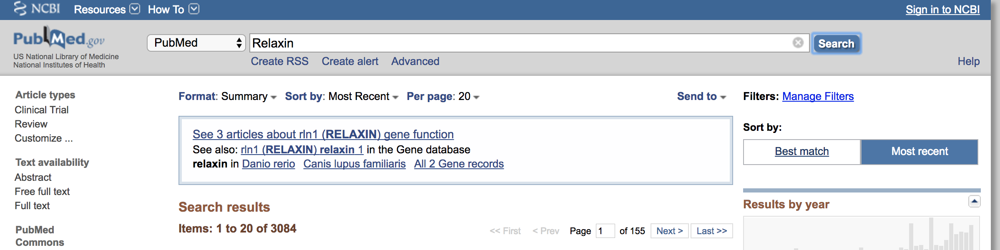 NCBI Resources How To Sign in to NCBI
PubMed.gov
US National Library of Medicine
National Institutes of Health
PubMed Relaxin Search
Create RSS Create alert Advanced Help
Article types
Clinical Trial
Review
Customize ...
Text availability
Abstract
Free full text
Full text
PubMed
Commons
Format: Summary Sort by: Most Recent Per page: 20 Send to
See 3 articles about rln1 (RELAXIN) gene function
See also: rln1 (RELAXIN) relaxin 1 in the Gene database
relaxin in Danio rerio Canis lupus familiaris All 2 Gene records
Search results
Items: 1 to 20 of 3084
<< First < Prev Page 1 of 155 Next > Last >>
Filters: Manage Filters
Sort by:
Best match Most recent
Results by year